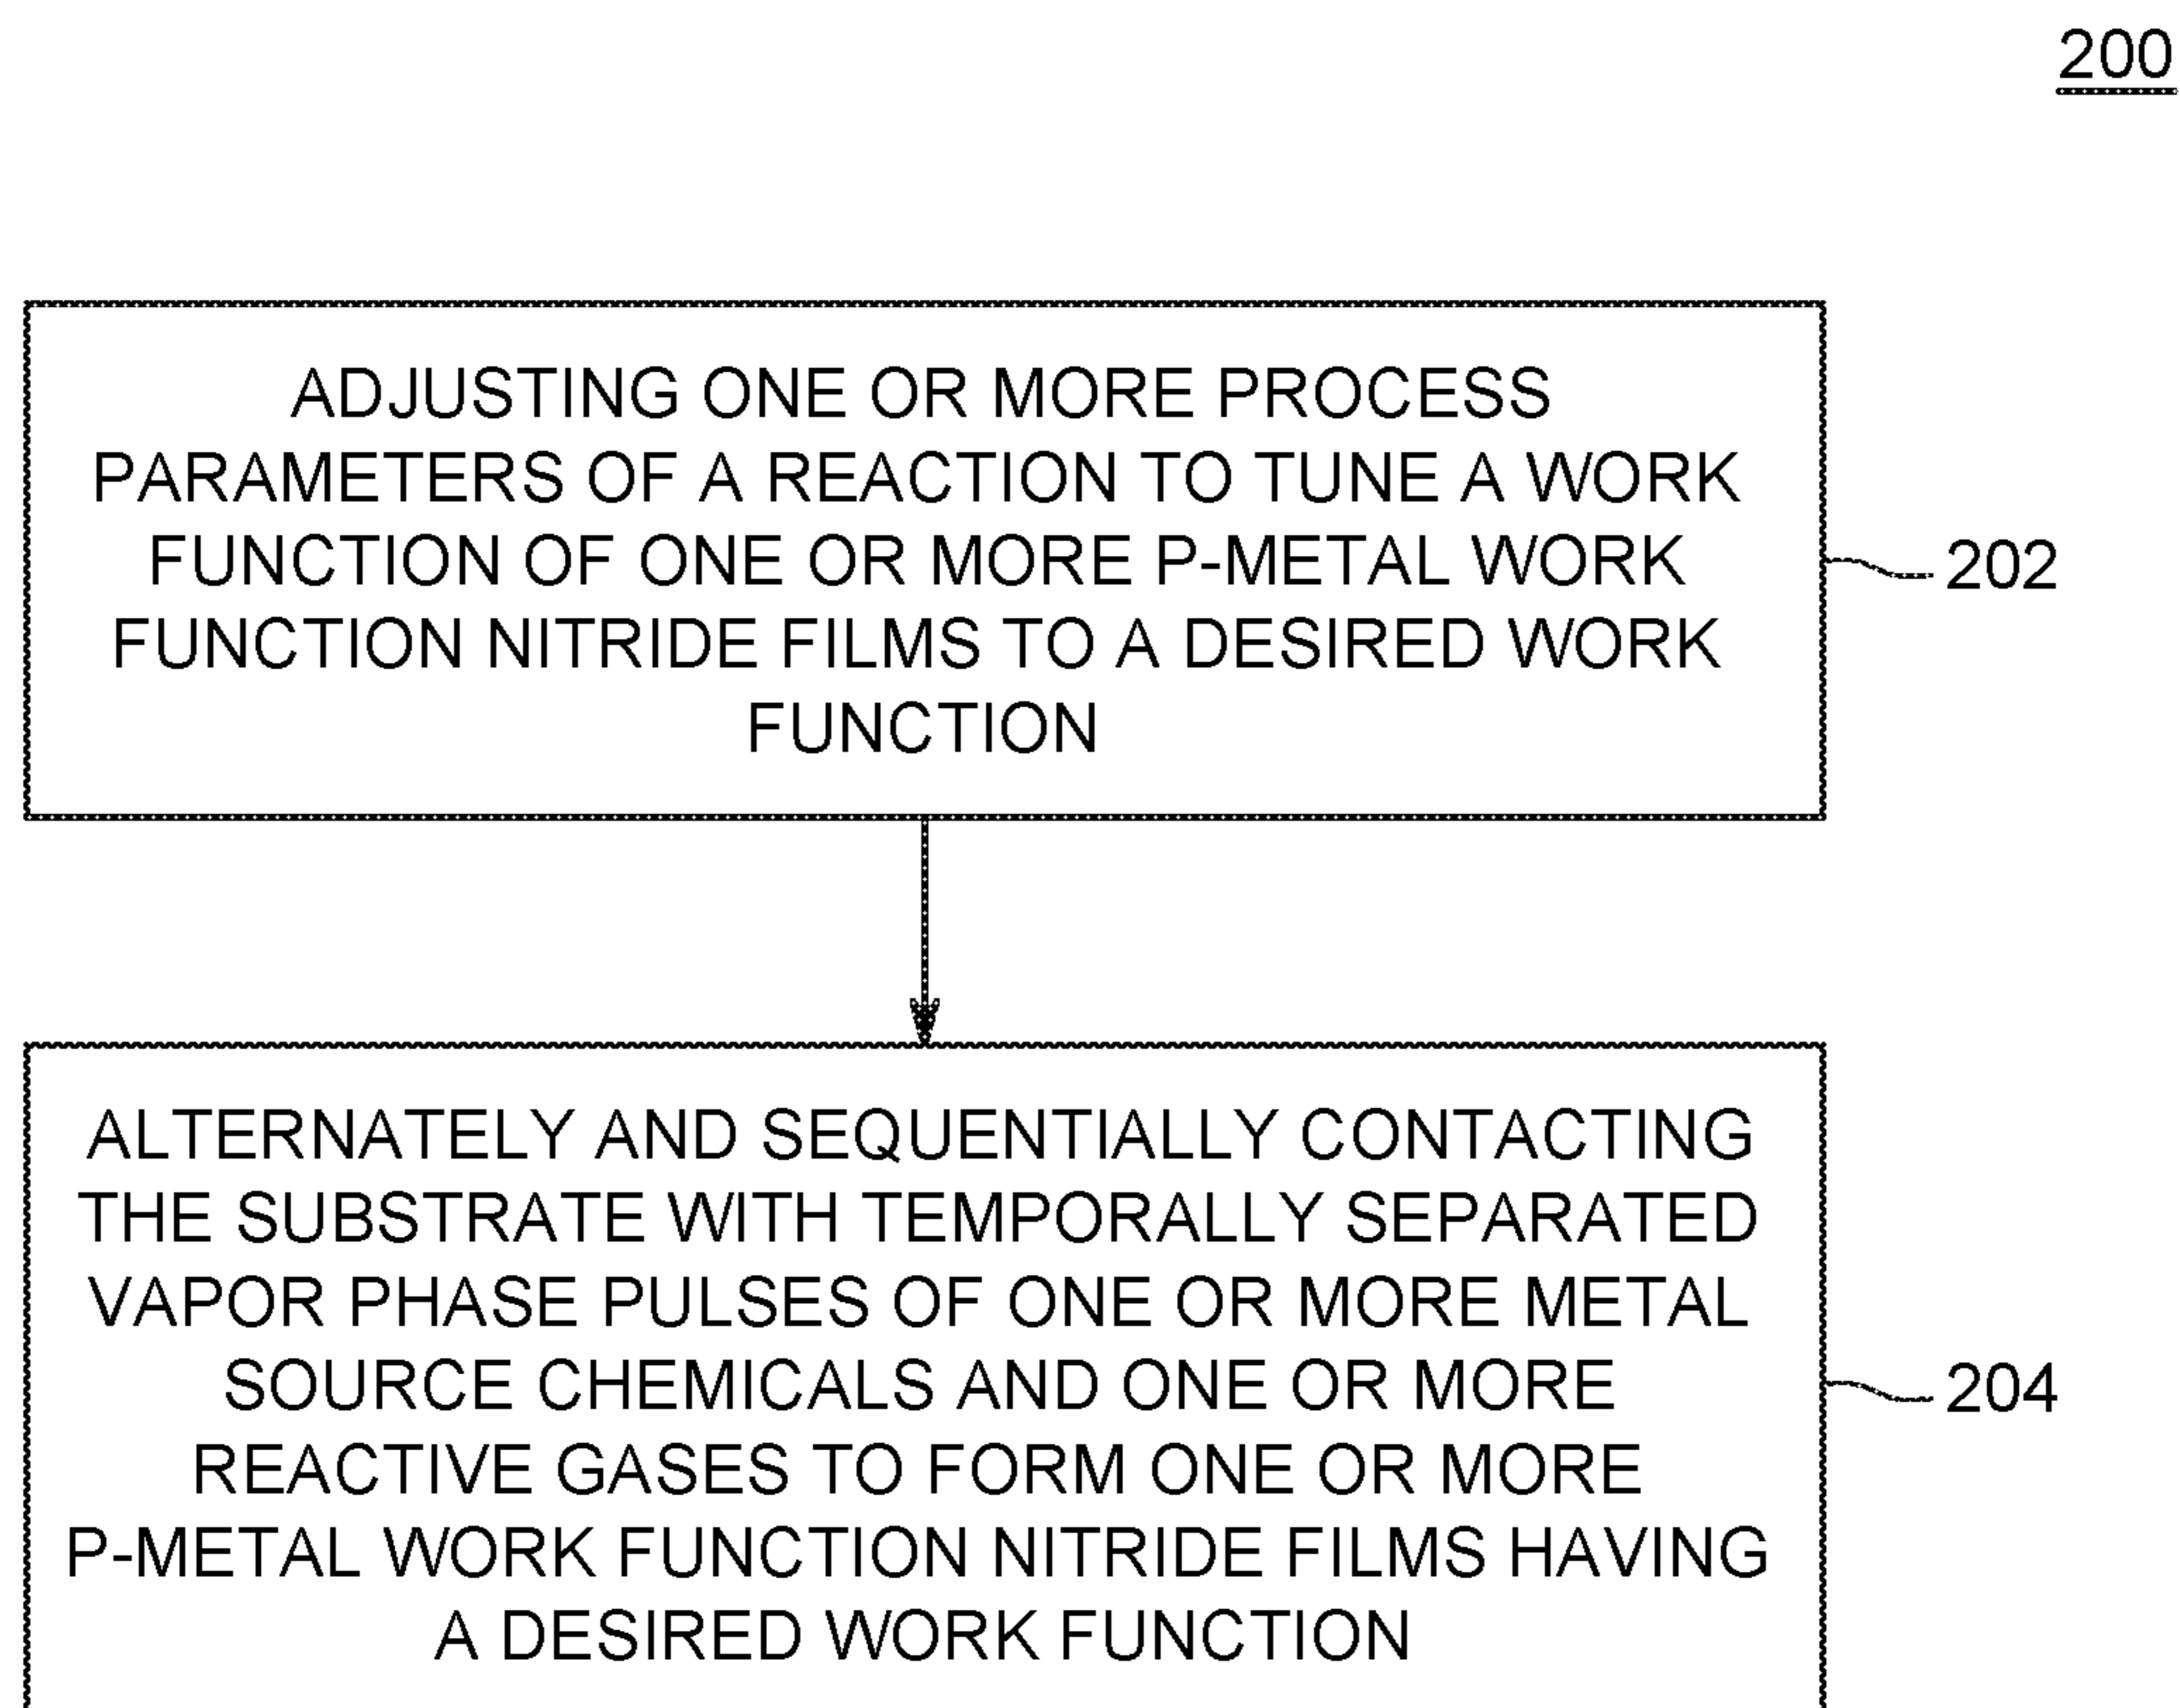 200
ADJUSTING ONE OR MORE PROCESS
PARAMETERS OF A REACTION TO TUNE A WORK
FUNCTION OF ONE OR MORE P-METAL WORK
FUNCTION NITRIDE FILMS TO A DESIRED WORK
FUNCTION
202
ALTERNATELY AND SEQUENTIALLY CONTACTING
THE SUBSTRATE WITH TEMPORALLY SEPARATED
VAPOR PHASE PULSES OF ONE OR MORE METAL
SOURCE CHEMICALS AND ONE OR MORE
REACTIVE GASES TO FORM ONE OR MORE
P-METAL WORK FUNCTION NITRIDE FILMS HAVING
A DESIRED WORK FUNCTION
204